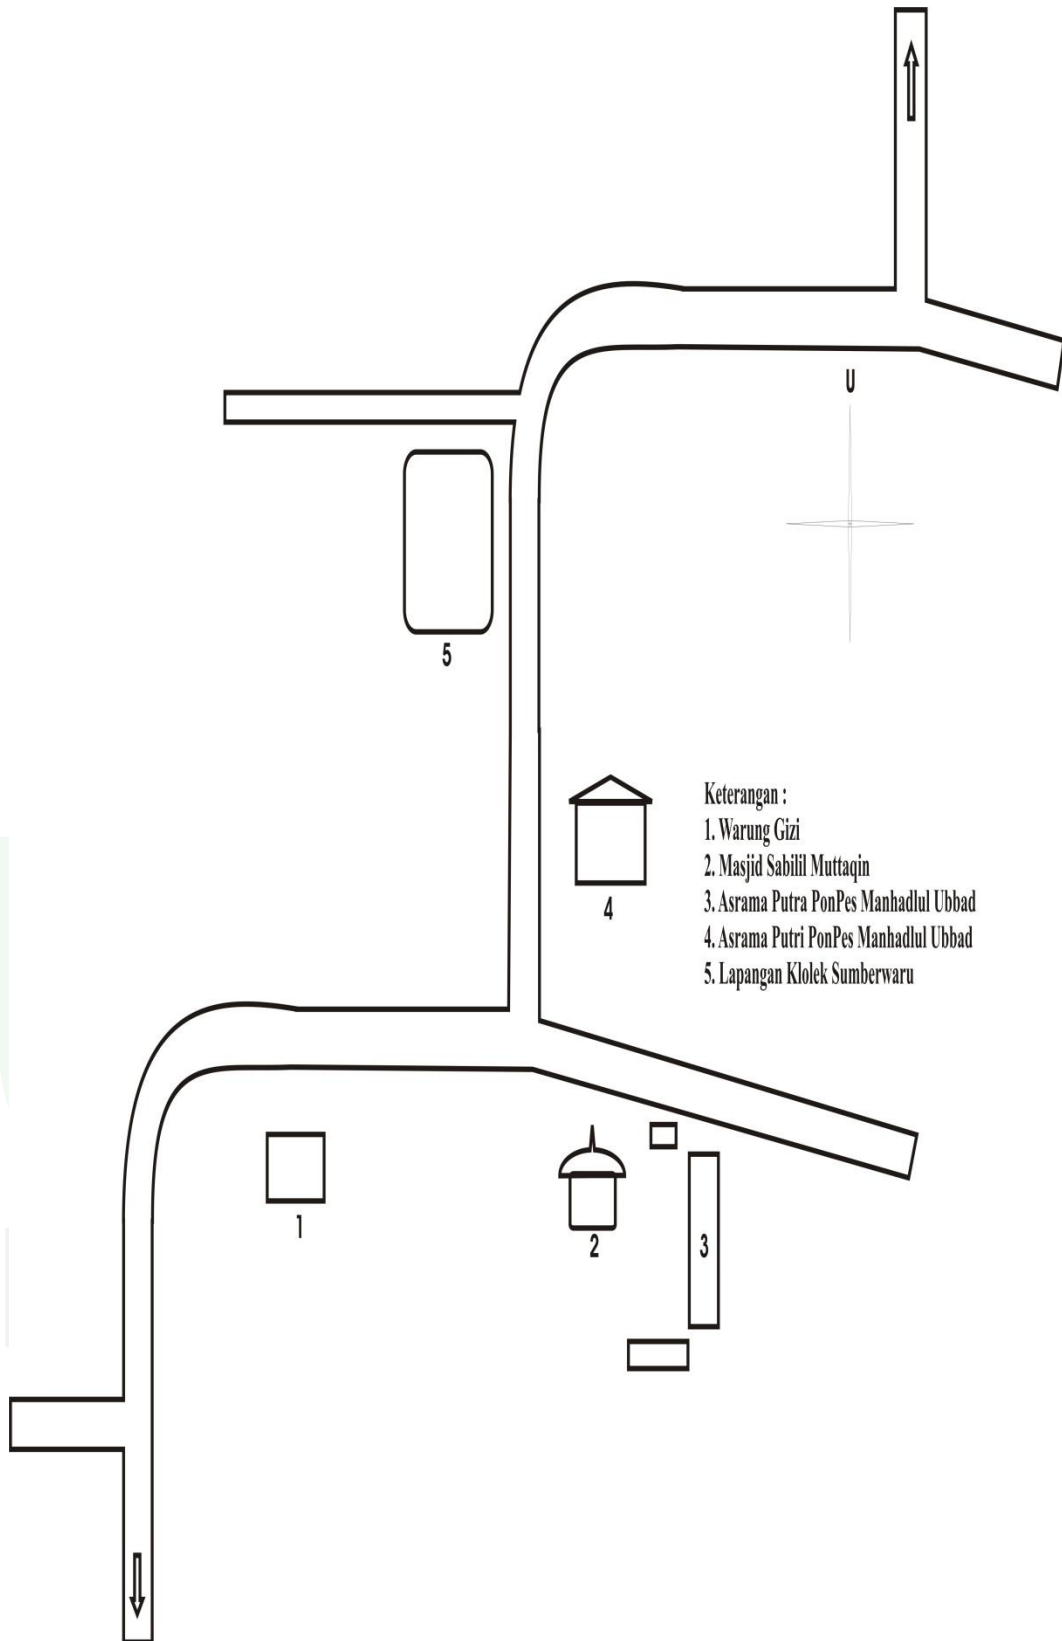 U
5
4
Keterangan :
1. Warung Gizi
2. Masjid Sabilil Muttaqin
3. Asrama Putra PonPes Manhadlul Ubbad
4. Asrama Putri PonPes Manhadlul Ubbad
5. Lapangan Klolek Sumberwaru
1
2
3